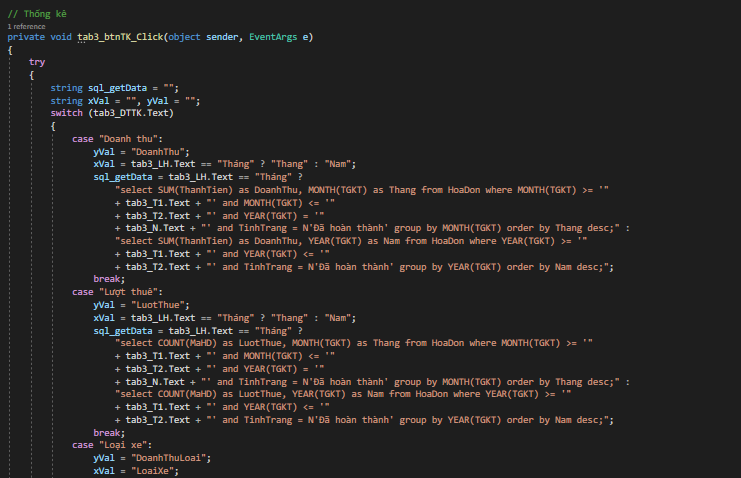 // Thống kê
1 reference
private void tab3_btnTK_Click(object sender, EventArgs e)
{
try
{
string sql_getData = "";
string xVal = "", yVal = "";
switch (tab3_DTTK.Text)
{
case "Doanh thu":
yVal = "DoanhThu";
xVal = tab3_LH.Text == "Tháng" ? "Thang" : "Nam";
sql_getData = tab3_LH.Text == "Tháng" ?
"select SUM(ThanhTien) as DoanhThu, MONTH(TGKT) as Thang from HoaDon where MONTH(TGKT) >= '"
+ tab3_T1.Text + "' and MONTH(TGKT) <= '"
+ tab3_T2.Text + "' and YEAR(TGKT) = '"
+ tab3_N.Text + "' and TinhTrang = N'Đã hoàn thành' group by MONTH(TGKT) order by Thang desc;" :
"select SUM(ThanhTien) as DoanhThu, YEAR(TGKT) as Nam from HoaDon where YEAR(TGKT) >= '"
+ tab3_T1.Text + "' and YEAR(TGKT) <= '"
+ tab3_T2.Text + "' and TinhTrang = N'Đã hoàn thành' group by YEAR(TGKT) order by Nam desc;";
break;
case "Lượt thuê":
yVal = "LuotThue";
xVal = tab3_LH.Text == "Tháng" ? "Thang" : "Nam";
sql_getData = tab3_LH.Text == "Tháng" ?
"select COUNT(MaHD) as LuotThue, MONTH(TGKT) as Thang from HoaDon where MONTH(TGKT) >= '"
+ tab3_T1.Text + "' and MONTH(TGKT) <= '"
+ tab3_T2.Text + "' and YEAR(TGKT) = '"
+ tab3_N.Text + "' and TinhTrang = N'Đã hoàn thành' group by MONTH(TGKT) order by Thang desc;" :
"select COUNT(MaHD) as LuotThue, YEAR(TGKT) as Nam from HoaDon where YEAR(TGKT) >= '"
+ tab3_T1.Text + "' and YEAR(TGKT) <= '"
+ tab3_T2.Text + "' and TinhTrang = N'Đã hoàn thành' group by YEAR(TGKT) order by Nam desc;";
break;
case "Loại xe":
yVal = "DoanhThuLoai";
xVal = "LoaiXe";